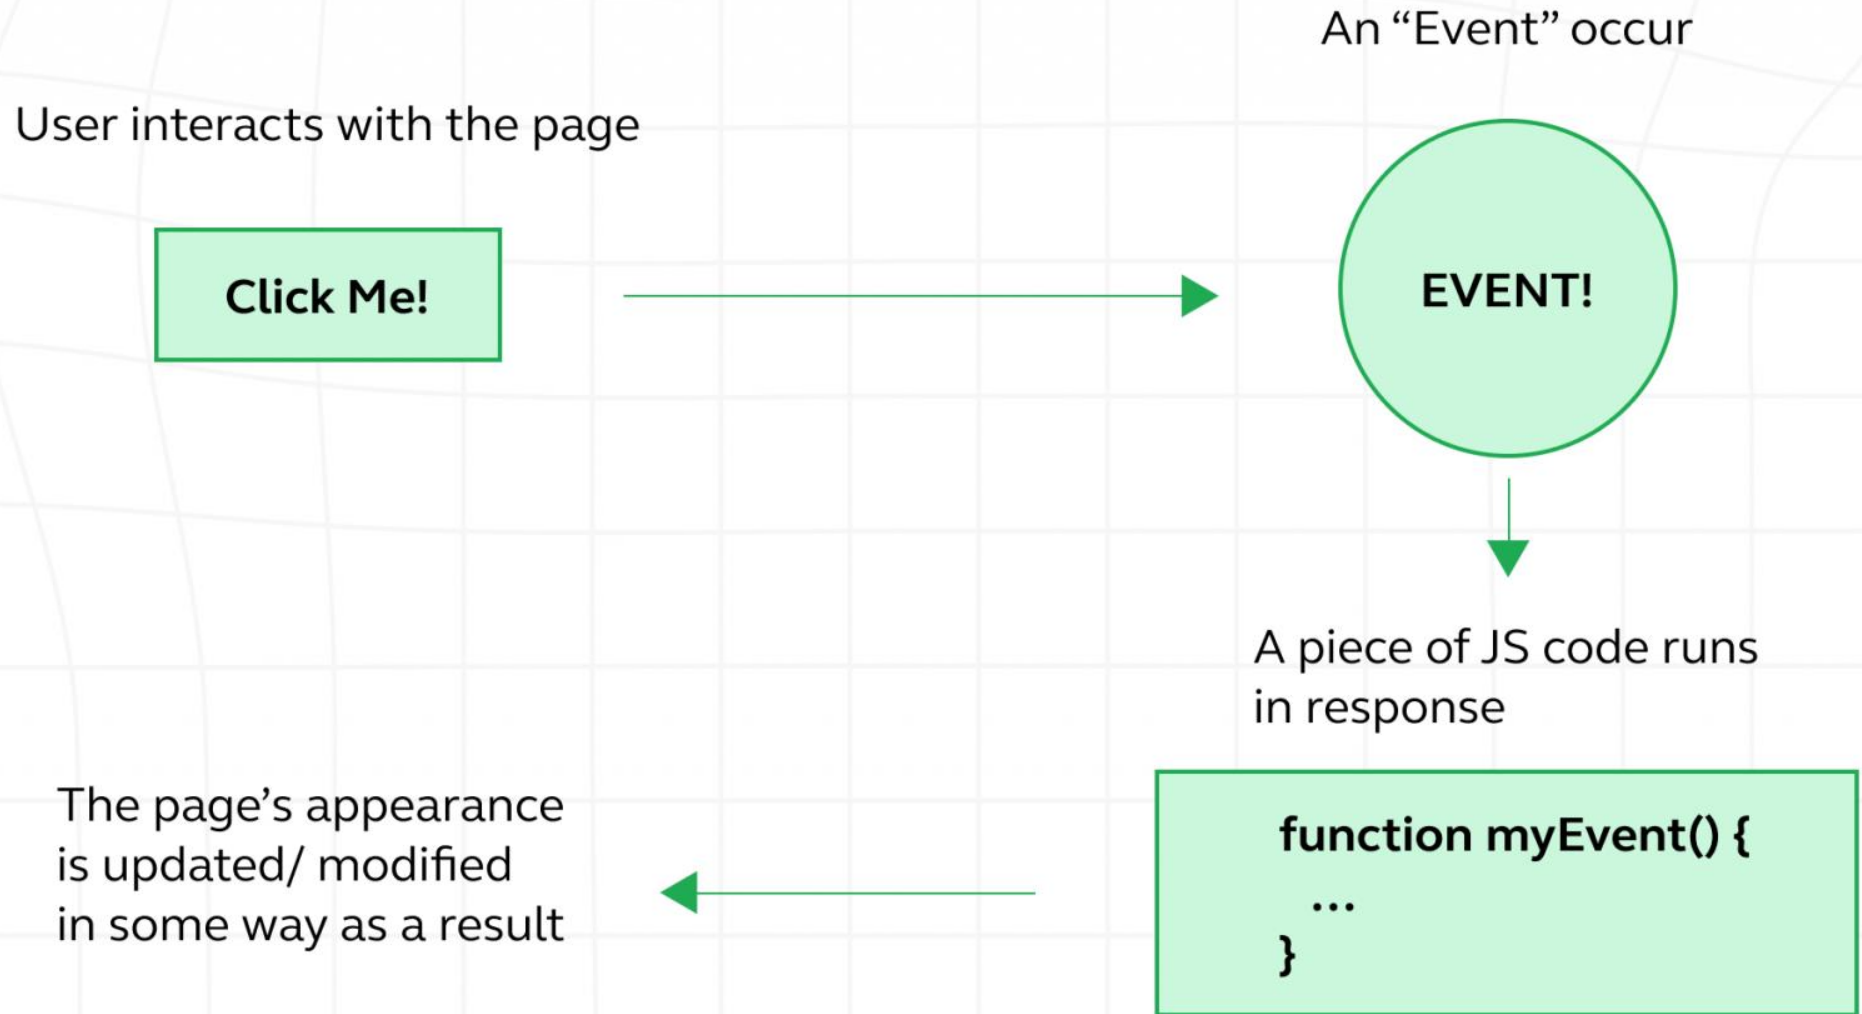 User interacts with the page
Click Me!
An “Event” occur
EVENT!
A piece of JS code runs
in response
function myEvent() {
...
}
The page’s appearance
is updated/ modified
in some way as a result